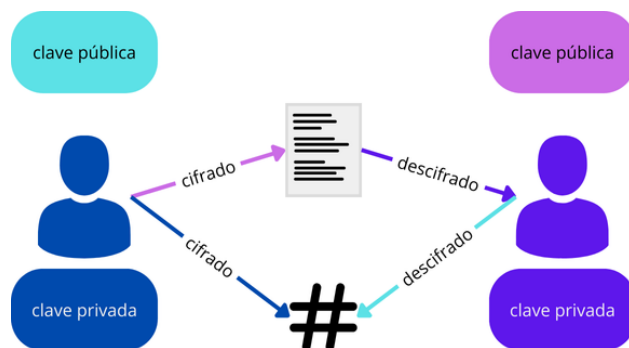 clave pública
clave pública
cifrado
descifrado
cifrado
descifrado
#
clave privada
clave privada